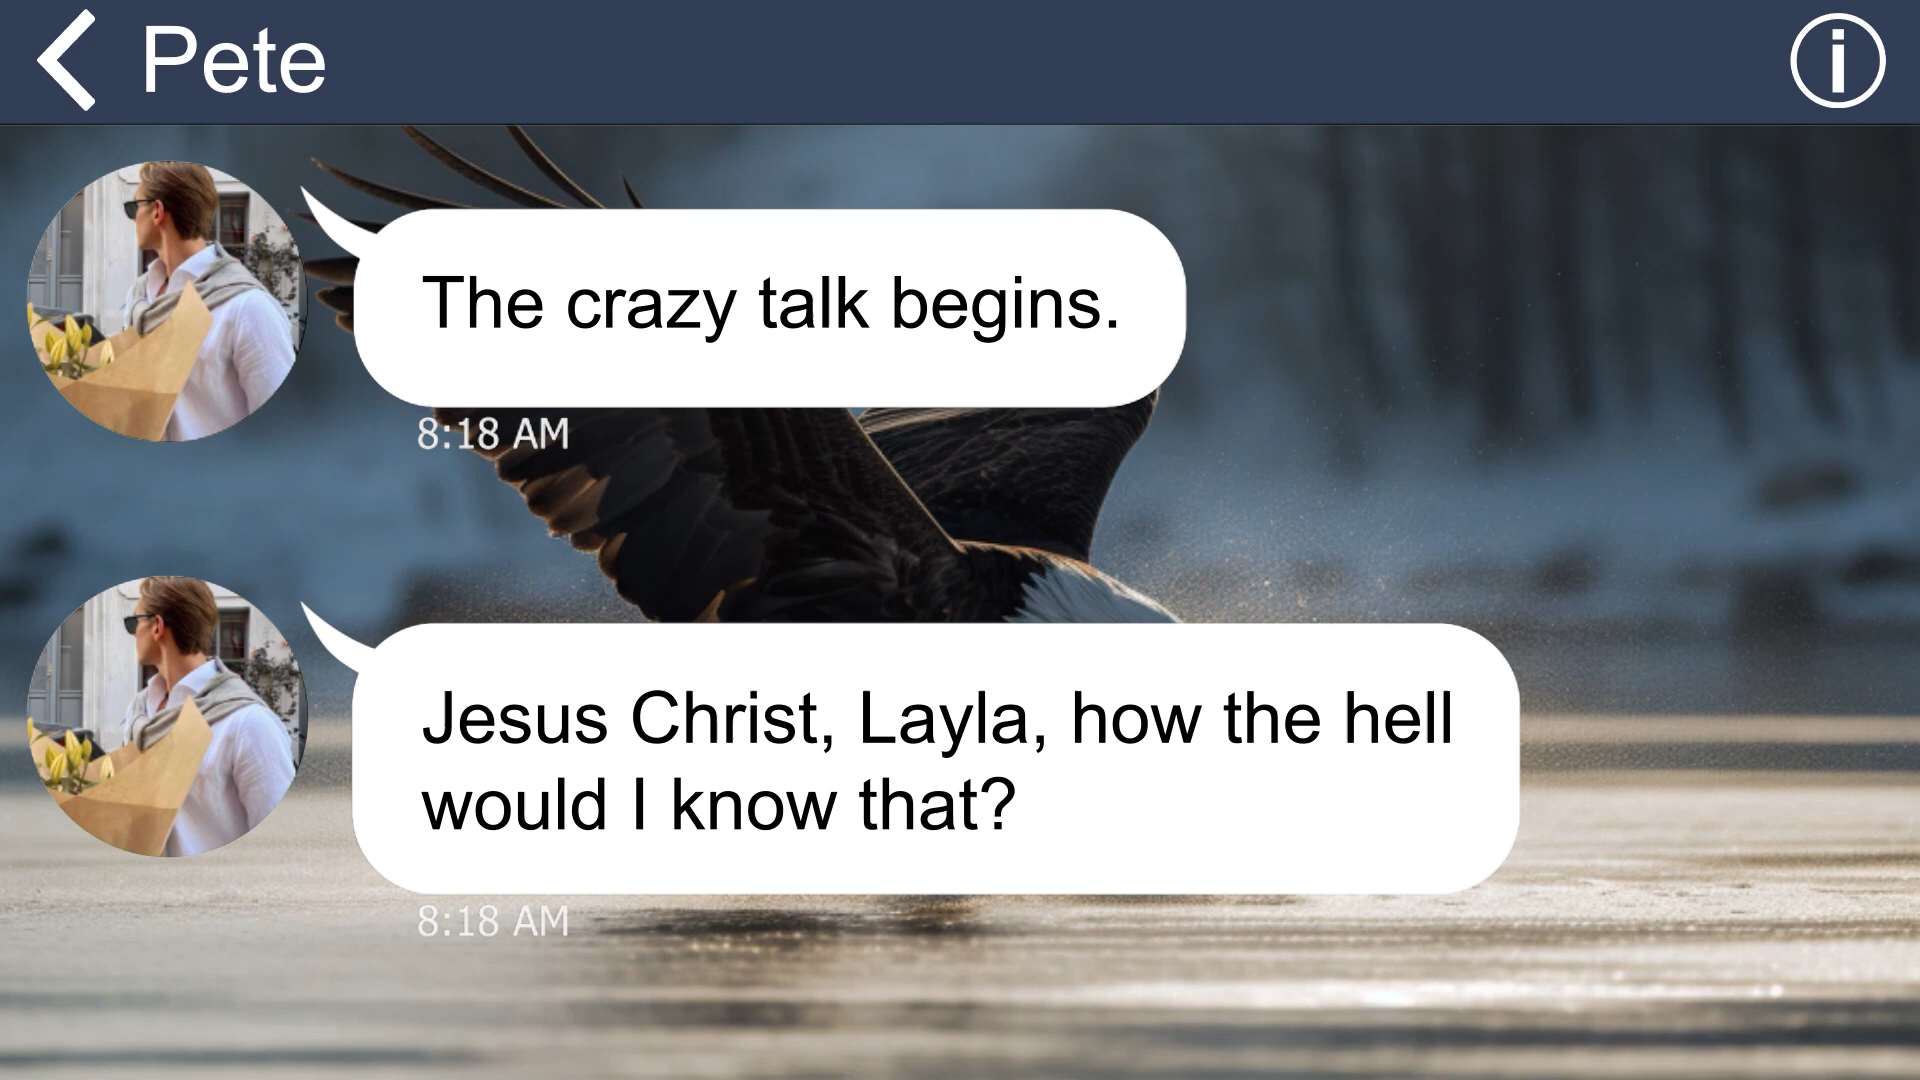 Pete
The crazy talk begins.
8:18 AM
Jesus Christ, Layla, how the hell
would I know that?
8:18 AM